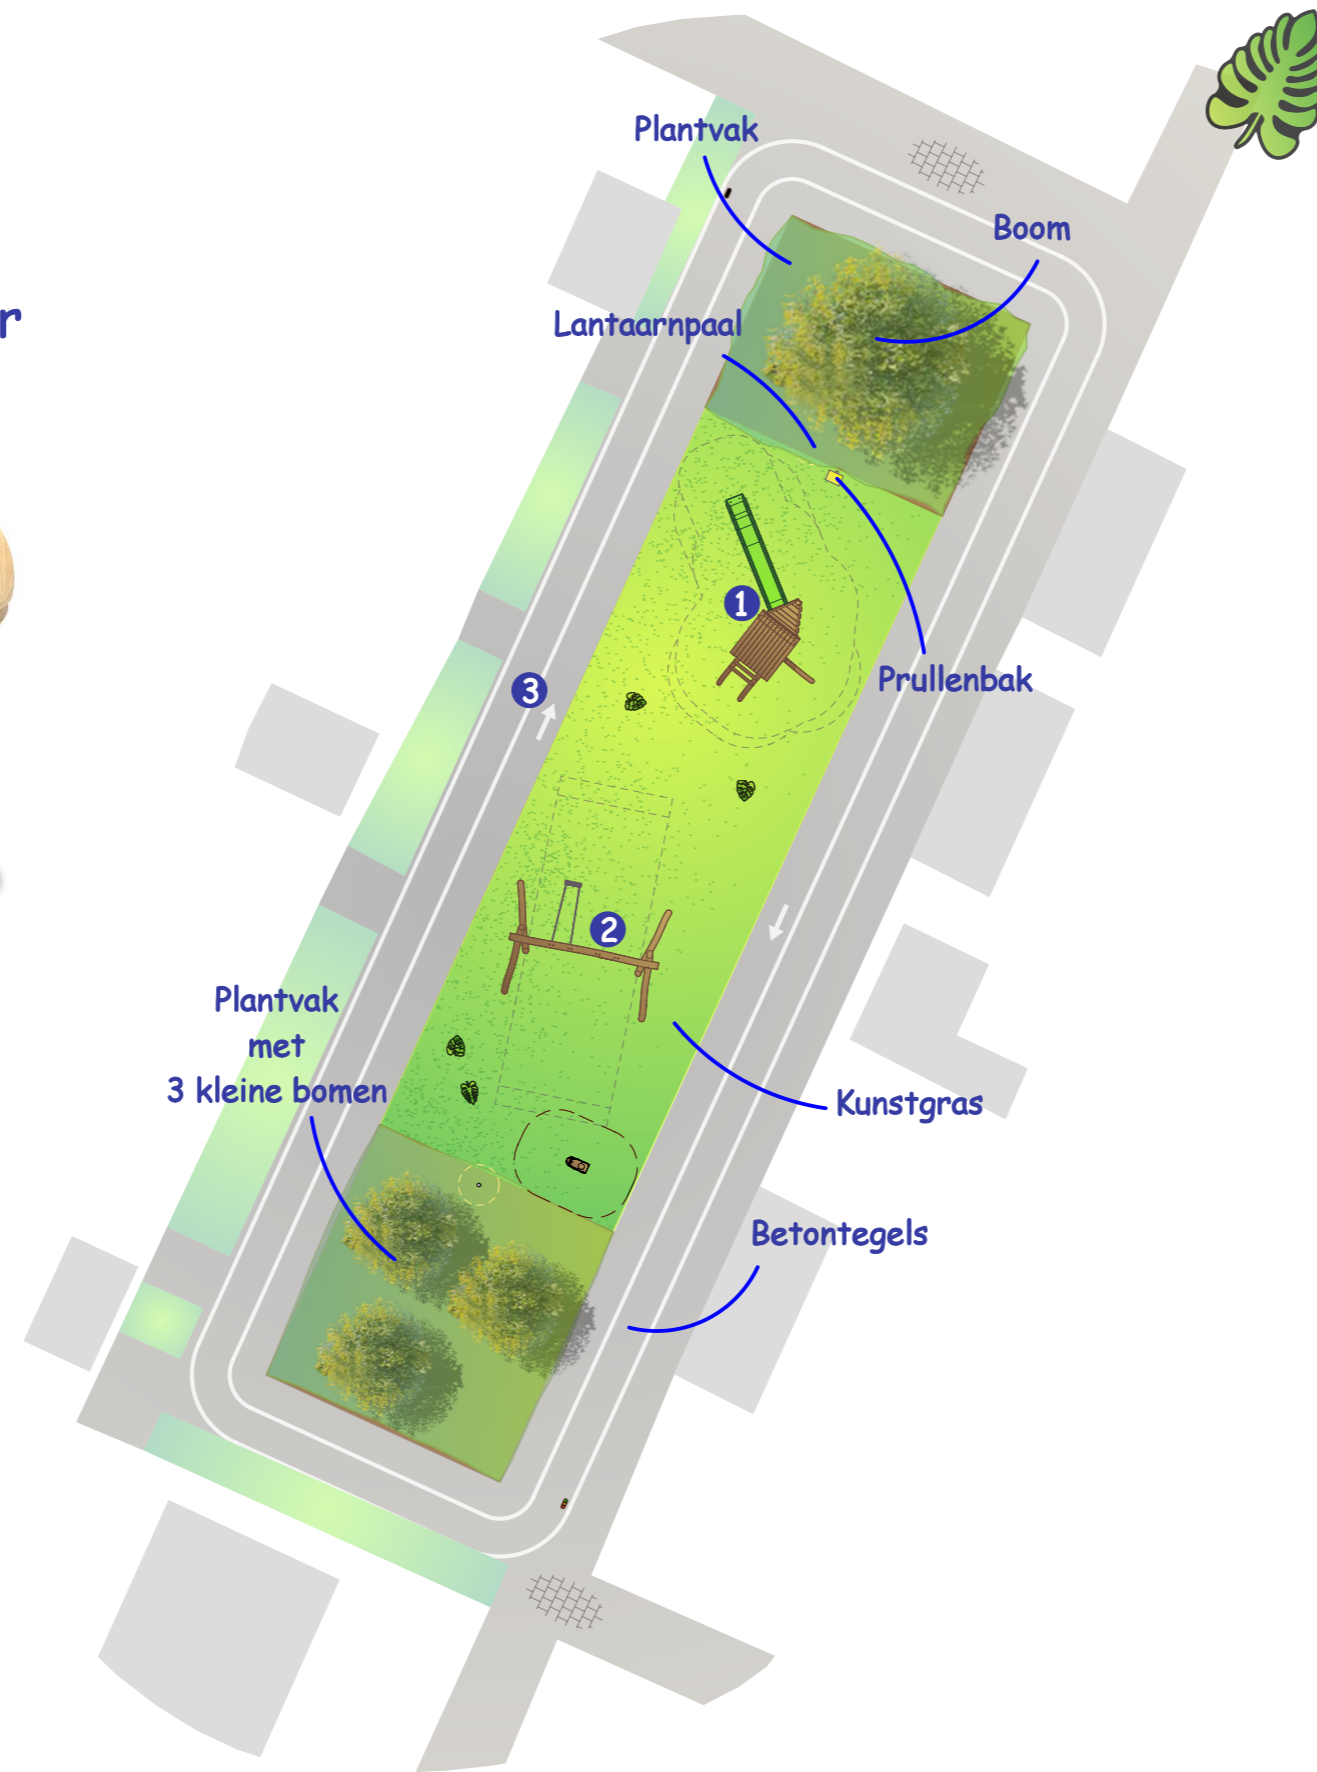 Plantvak
Boom
Lantaarnpaal
r
1
Prullenbak
3
2
Plantvak
met
3 kleine bomen
Kunstgras
Betontegels